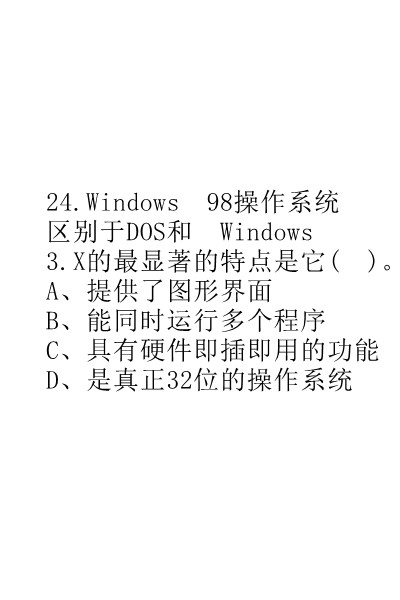 24.Windows  98操作系统
区别于DOS和  Windows
3.X的最显著的特点是它(  )。
A、提供了图形界面
B、能同时运行多个程序
C、具有硬件即插即用的功能
D、是真正32位的操作系统